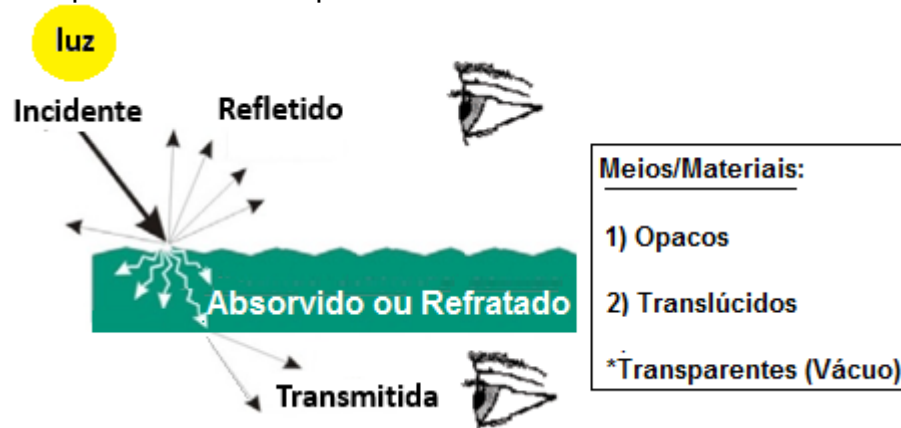 luz
Incidente
Refletido
Absorvido ou Refratado
Transmitida
Meios/Materiais:
1) Opacos
2) Translúcidos
*Transparentes (Vácuo)